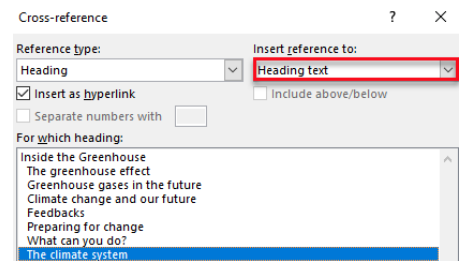 Cross-reference ? ×
Reference type: Insert reference to:
Heading Heading text
Insert as hyperlink Include above/below
Separate numbers with
For which heading:
Inside the Greenhouse
The greenhouse effect
Greenhouse gases in the future
Climate change and our future
Feedbacks
Preparing for change
What can you do?
The climate system